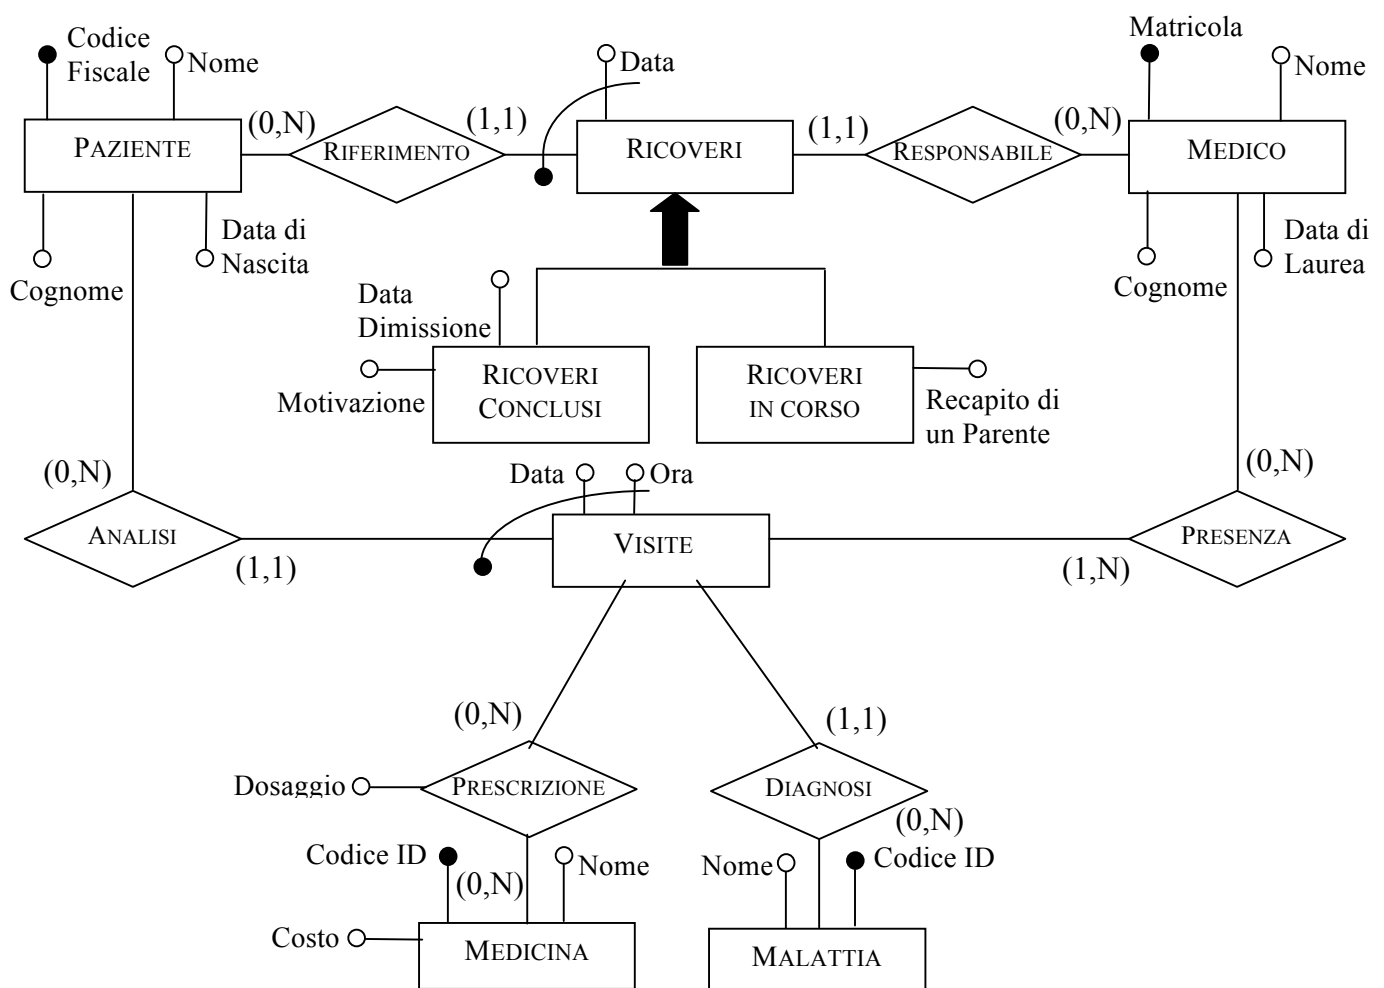 Codice
Fiscale
Nome
Data
Matricola
Nome
(0,N)
(1,1)
(1,1)
(0,N)
PAZIENTE
RIFERIMENTO
RICOVERI
RESPONSABILE
MEDICO
Cognome
Data di
Nascita
Cognome
Data di
Laurea
Data
Dimissione
Motivazione
RICOVERI
CONCLUSI
RICOVERI
IN CORSO
Recapito di
un Parente
(0,N)
Data
Ora
(0,N)
ANALISI
(1,1)
VISITE
(1,N)
PRESENZA
(0,N)
(1,1)
Dosaggio
PRESCRIZIONE
DIAGNOSI
(0,N)
Codice ID
(0,N)
Nome
Nome
Codice ID
Costo
MEDICINA
MALATTIA